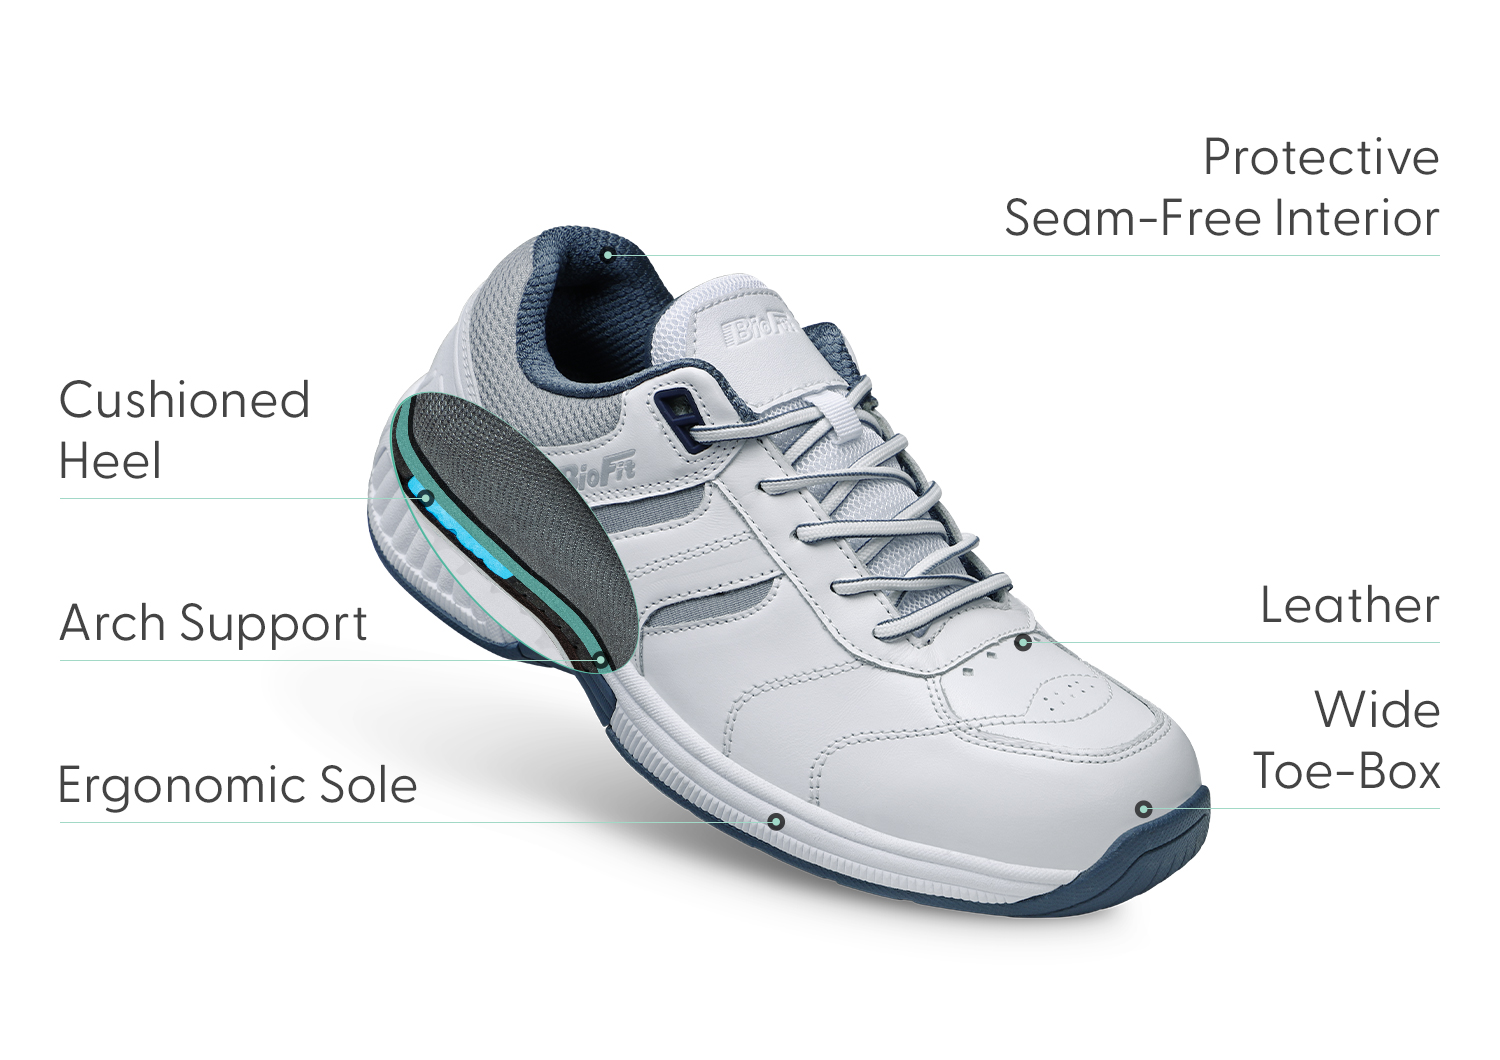 Protective
Seam-Free Interior
BioFit
Cushioned
Heel
BioFit
Arch Support
Leather
Wide
Toe-Box
Ergonomic Sole